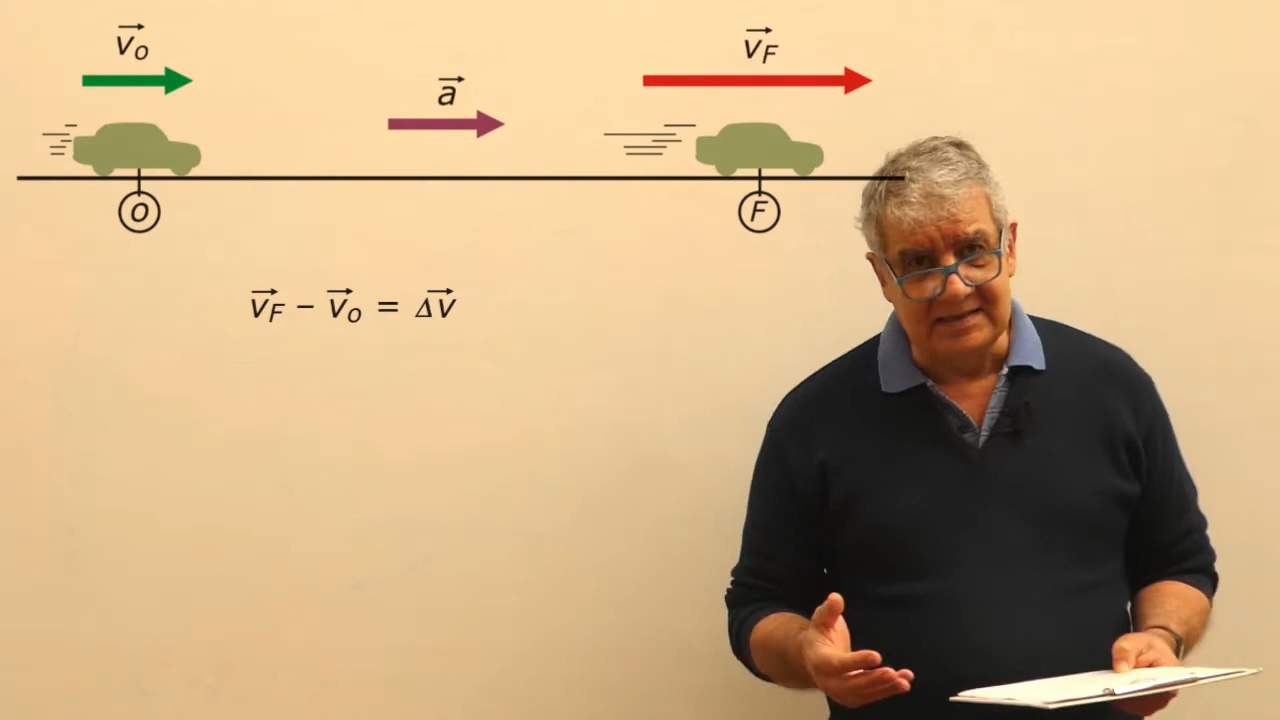 v⃗O
v⃗F
a⃗
O
F
v⃗F − v⃗O = Δv⃗